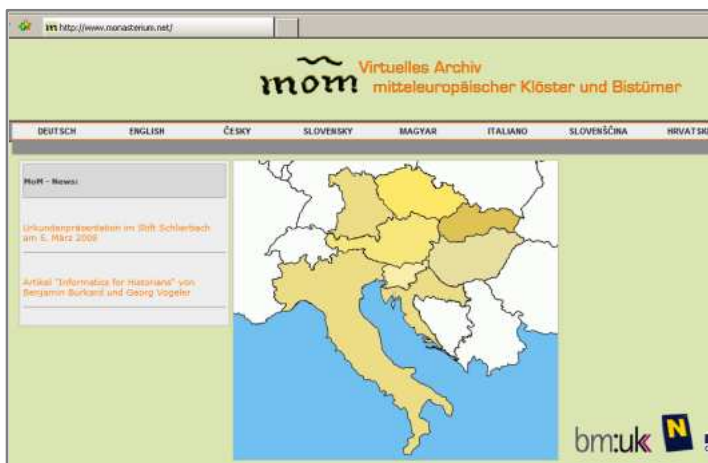 http://www.monasterium.net/
mom
Virtuelles Archiv
mitteleuropäischer Klöster und Bistümer
DEUTSCH ENGLISH ČESKY SLOVENSKY MAGYAR ITALIANO SLOVENŠČINA HRVATSKI
MoM - News:
Urkundenpräsentation im Stift Schlierbach
am 6. März 2008
Artikel "Informatics for Historians" von
Benjamin Burkard und Georg Vogeler
bm:uk N